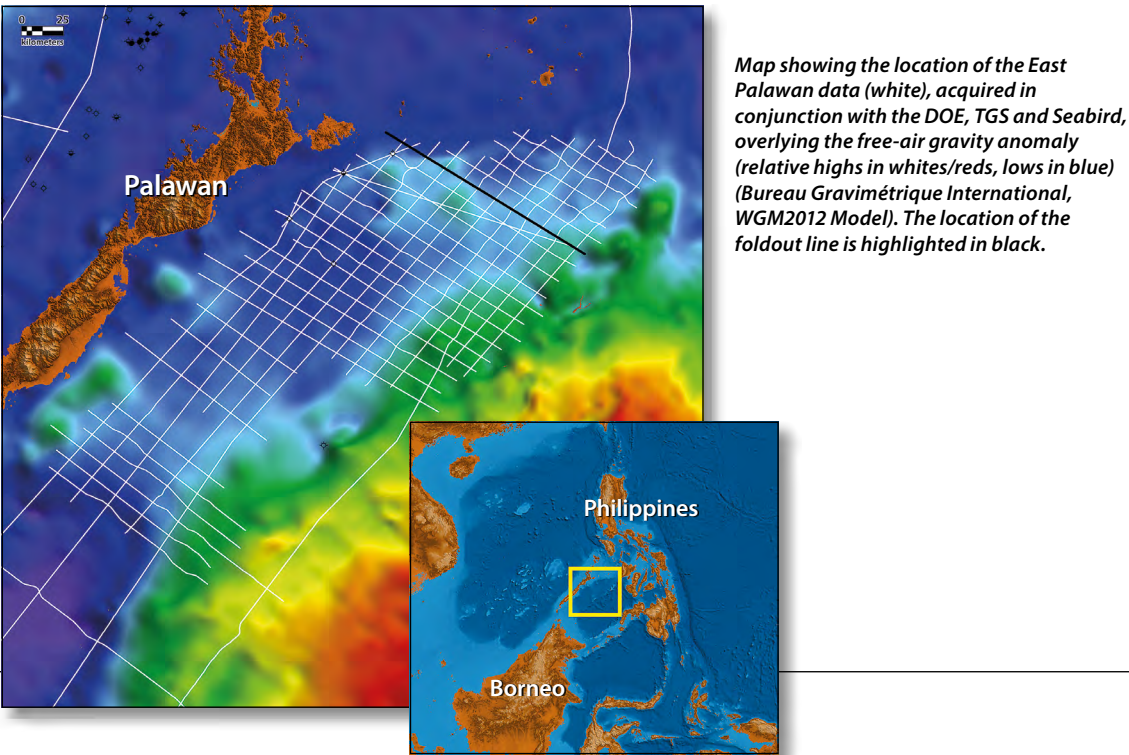 0 25
kilometers
Palawan
Map showing the location of the East
Palawan data (white), acquired in
conjunction with the DOE, TGS and Seabird,
overlying the free-air gravity anomaly
(relative highs in whites/reds, lows in blue)
(Bureau Gravimétrique International,
WGM2012 Model). The location of the
foldout line is highlighted in black.
Philippines
Borneo